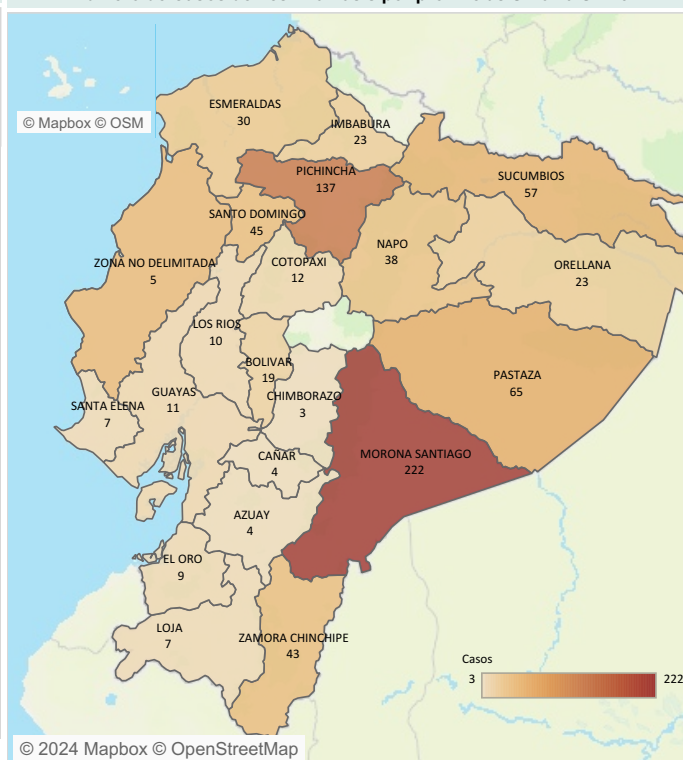 © Mapbox © OSM
ESMERALDAS
30
IMBABURA
23
PICHINCHA
137
SUCUMBIOS
57
SANTO DOMINGO
45
NAPO
38
ZONA NO DELIMITADA
5
COTOPAXI
12
ORELLANA
23
LOS RIOS
10
BOLIVAR
19
PASTAZA
65
GUAYAS
11
CHIMBORAZO
3
SANTA ELENA
7
MORONA SANTIAGO
222
CAÑAR
4
AZUAY
4
EL ORO
9
LOJA
7
ZAMORA CHINCHIPE
43
Casos
3
222
© 2024 Mapbox © OpenStreetMap